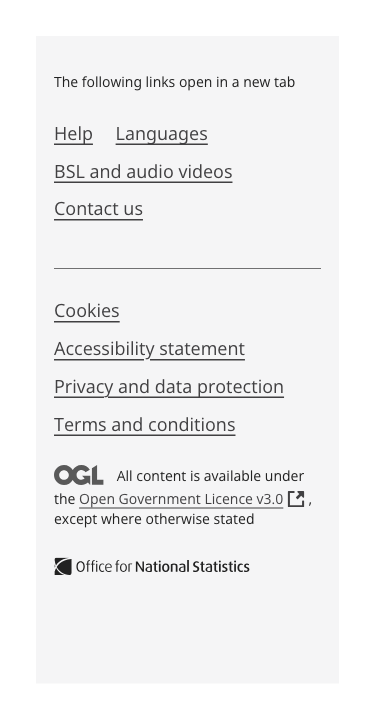 The following links open in a new tab
Help Languages
BSL and audio videos
Contact us
Cookies
Accessibility statement
Privacy and data protection
Terms and conditions
OGL All content is available under
the Open Government Licence v3.0 ,
except where otherwise stated
Office for National Statistics